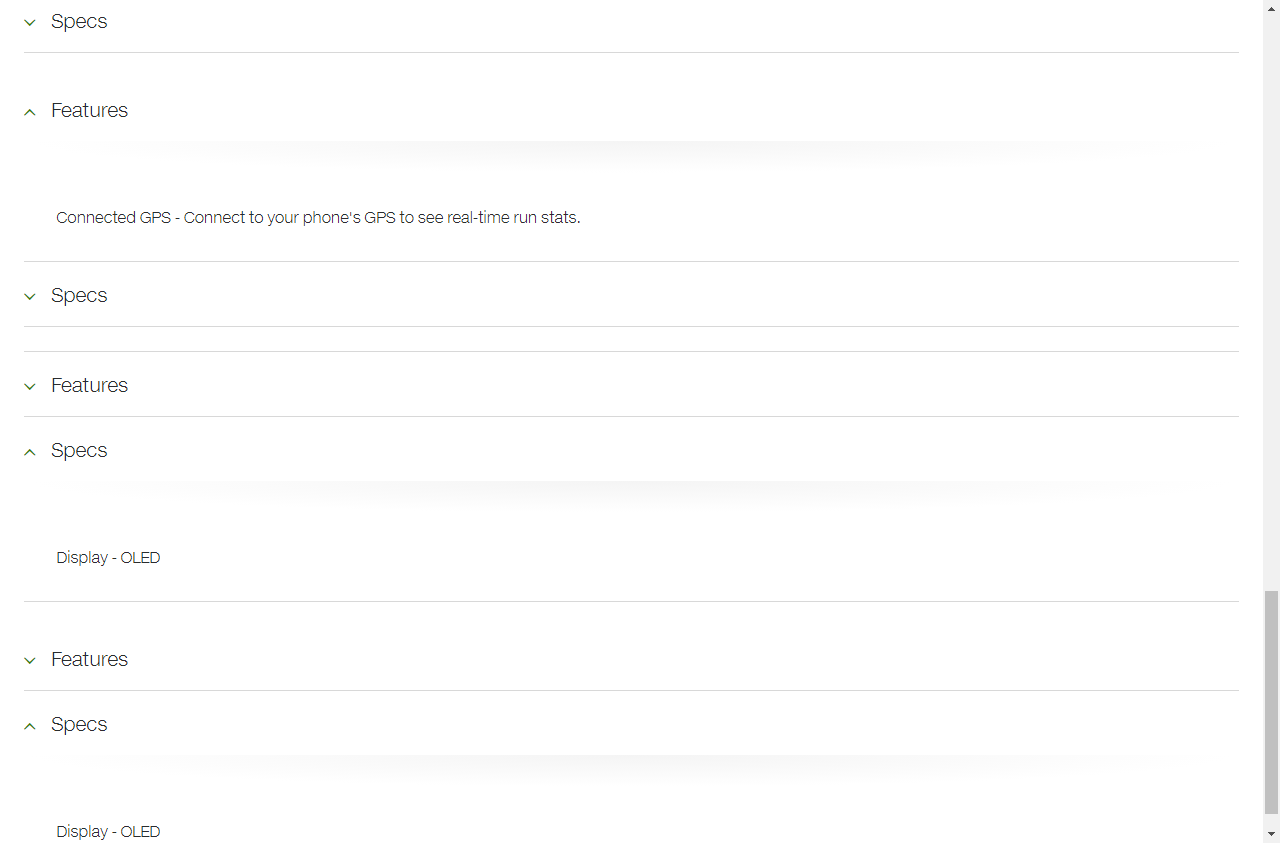 Specs
Features
Connected GPS - Connect to your phone's GPS to see real-time run stats.
Specs
Features
Specs
Display - OLED
Features
Specs
Display - OLED